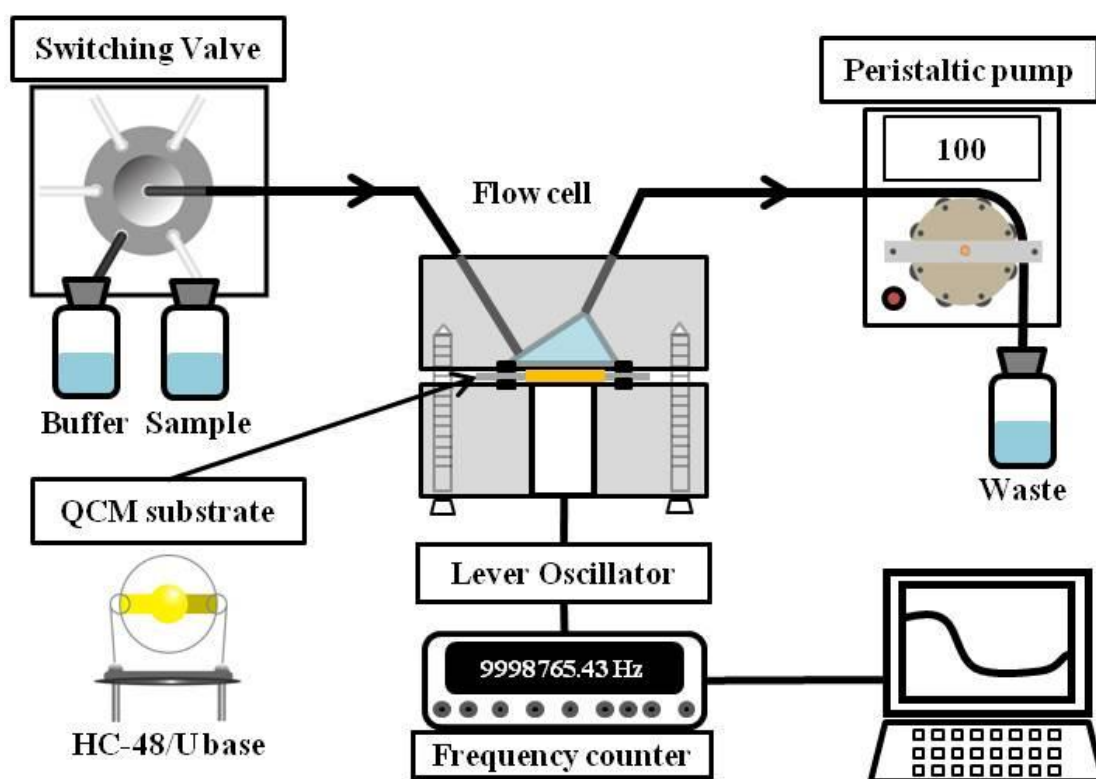 Switching Valve
Peristaltic pump
100
Flow cell
Buffer
Sample
Waste
QCM substrate
Lever Oscillator
9998765.43 Hz
HC-48/U base
Frequency counter